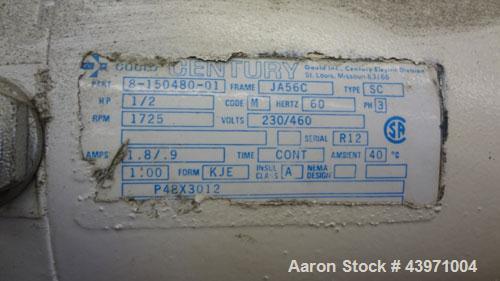 GOULD CENTURY Gould Inc., Century Electric Division
St. Louis, Missouri 63166
PART 8-150480-01 FRAME JA56C TYPE SC
HP 1/2 CODE M HERTZ 60 PH 3
RPM 1725 VOLTS 230/460
SERIAL R12 SA
AMPS 1.8/.9 TIME CONT AMBIENT 40 °C
1.00 FORM KJE INSUL CLASS A NEMA DESIGN
P48X3012
Aaron Stock # 43971004